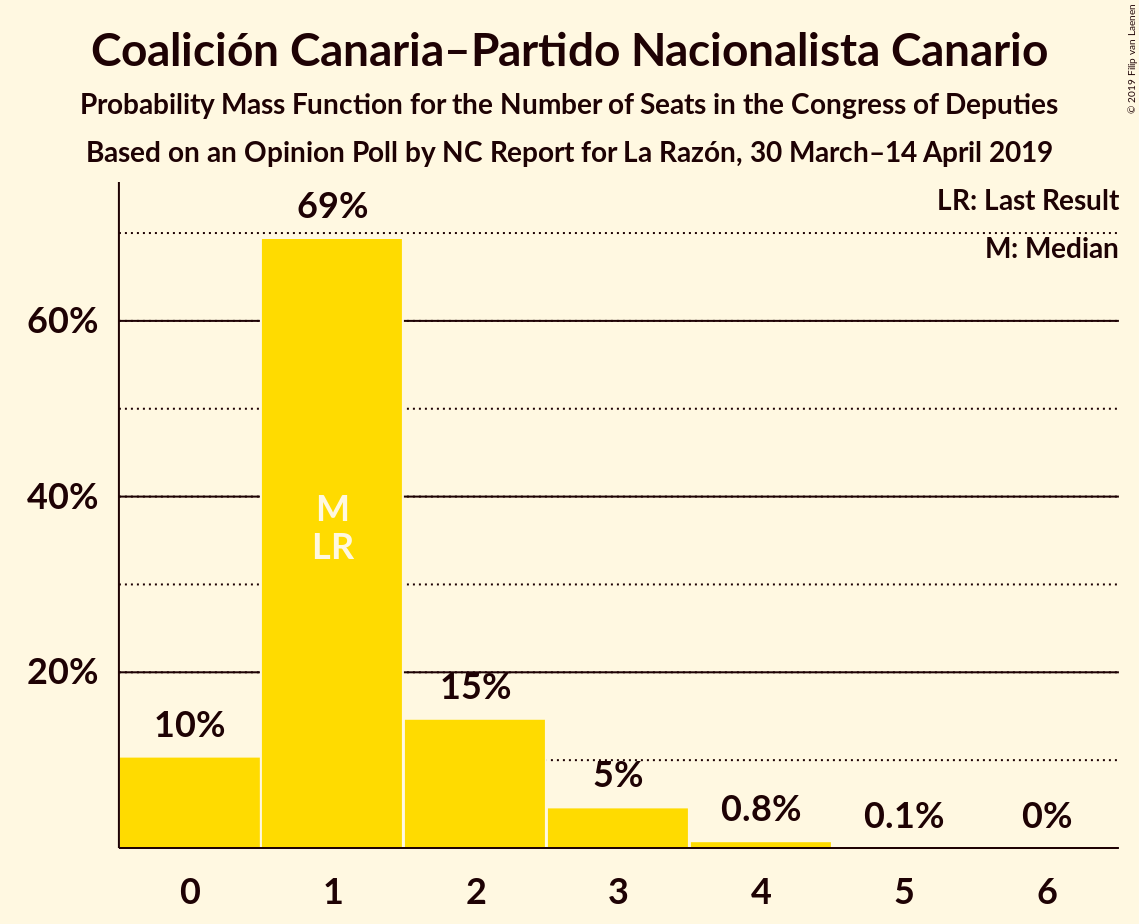 Coalición Canaria–Partido Nacionalista Canario
Probability Mass Function for the Number of Seats in the Congress of Deputies
Based on an Opinion Poll by NC Report for La Razón, 30 March–14 April 2019
© 2019 Filip van Laenen
LR: Last Result
M: Median
69%
60%
40%
M
LR
20%
15%
10%
5%
0.8%
0.1%
0%
0 1 2 3 4 5 6